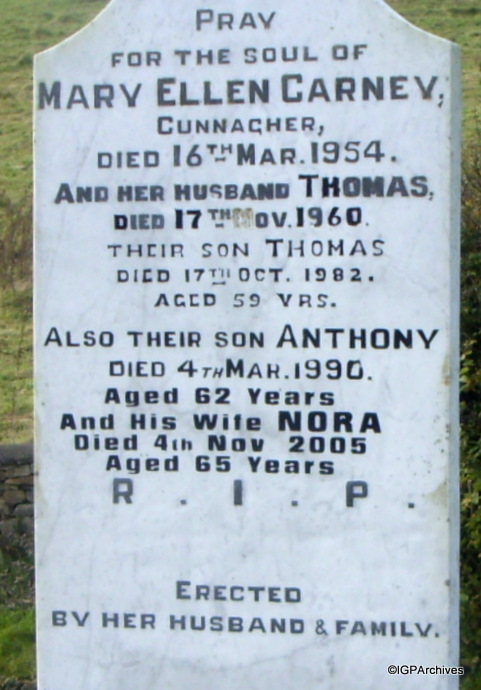 PRAY
FOR THE SOUL OF
MARY ELLEN CARNEY,
CUNNAGHER,
DIED 16TH MAR. 1954.
AND HER HUSBAND THOMAS,
DIED 17TH NOV. 1960.
THEIR SON THOMAS
DIED 17TH OCT. 1982.
AGED 59 YRS.
ALSO THEIR SON ANTHONY
DIED 4TH MAR. 1990.
Aged 62 Years
And His Wife NORA
Died 4th Nov 2005
Aged 65 Years
R. I. P.
ERECTED
BY HER HUSBAND & FAMILY.
©IGPArchives